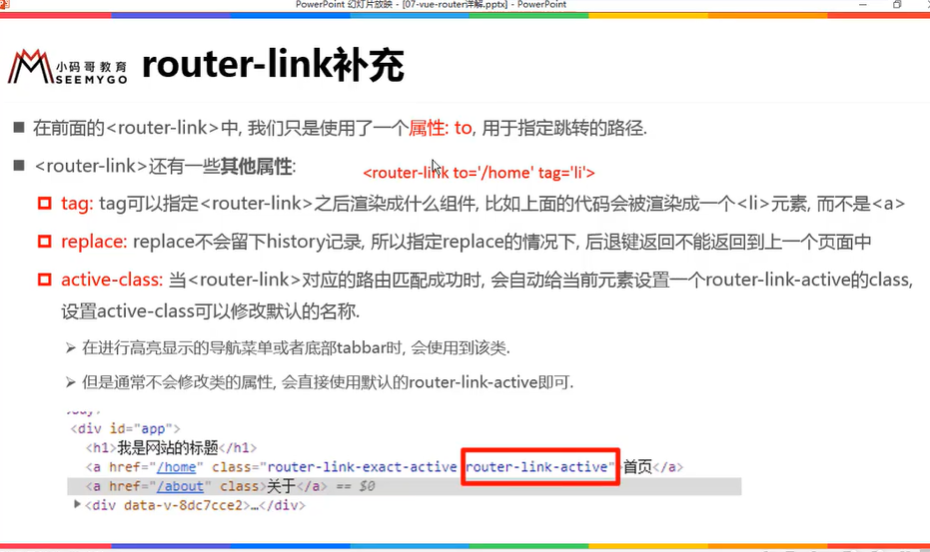 PowerPoint 幻灯片放映 - [07-vue-router详解.pptx] - PowerPoint
小码哥教育
SEEMYGO
router-link补充
在前面的<router-link>中, 我们只是使用了一个属性: to, 用于指定跳转的路径.
<router-link>还有一些其他属性:
<router-link to='/home' tag='li'>
tag: tag可以指定<router-link>之后渲染成什么组件, 比如上面的代码会被渲染成一个<li>元素, 而不是<a>
replace: replace不会留下history记录, 所以指定replace的情况下, 后退键返回不能返回到上一个页面中
active-class: 当<router-link>对应的路由匹配成功时, 会自动给当前元素设置一个router-link-active的class,
设置active-class可以修改默认的名称.
在进行高亮显示的导航菜单或者底部tabbar时, 会使用到该类.
但是通常不会修改类的属性, 会直接使用默认的router-link-active即可.
<div id="app">
<h1>我是网站的标题</h1>
<a href="/home" class="router-link-exact-active router-link-active">首页</a>
<a href="/about" class>关于</a> == $0
<div data-v-8dc7cce2>…</div>